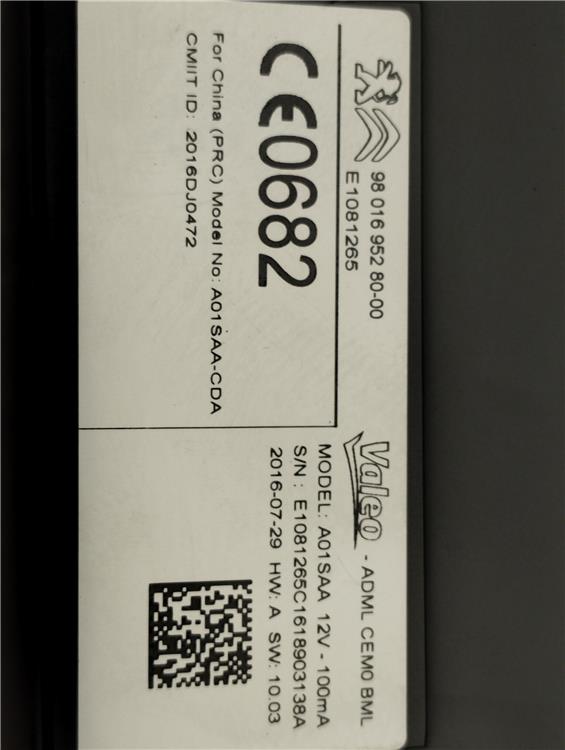 98 016 952 80-00
E1081265
CE0682
For China (PRC) Model No: A01SAA-CDA
CMIIT ID: 2016DJ0472
Valeo - ADML CEM0 BML
MODEL: A01SAA 12V - 100mA
S/N : E1081265C1618903138A
2016-07-29 HW: A SW: 10.03